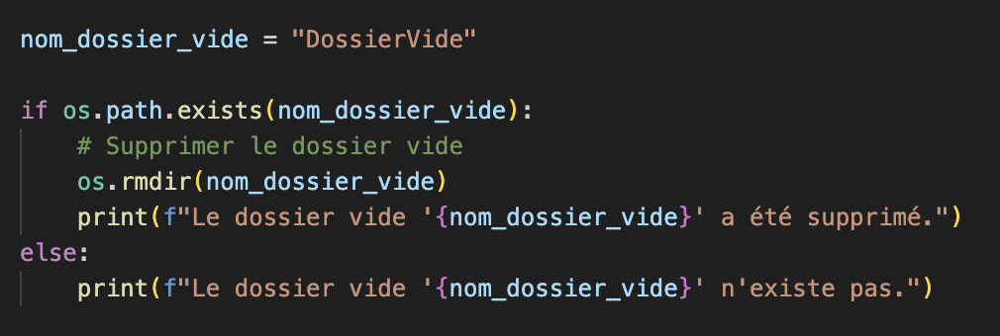 nom_dossier_vide = "DossierVide"
if os.path.exists(nom_dossier_vide):
    # Supprimer le dossier vide
    os.rmdir(nom_dossier_vide)
    print(f"Le dossier vide '{nom_dossier_vide}' a été supprimé.")
else:
    print(f"Le dossier vide '{nom_dossier_vide}' n'existe pas.")